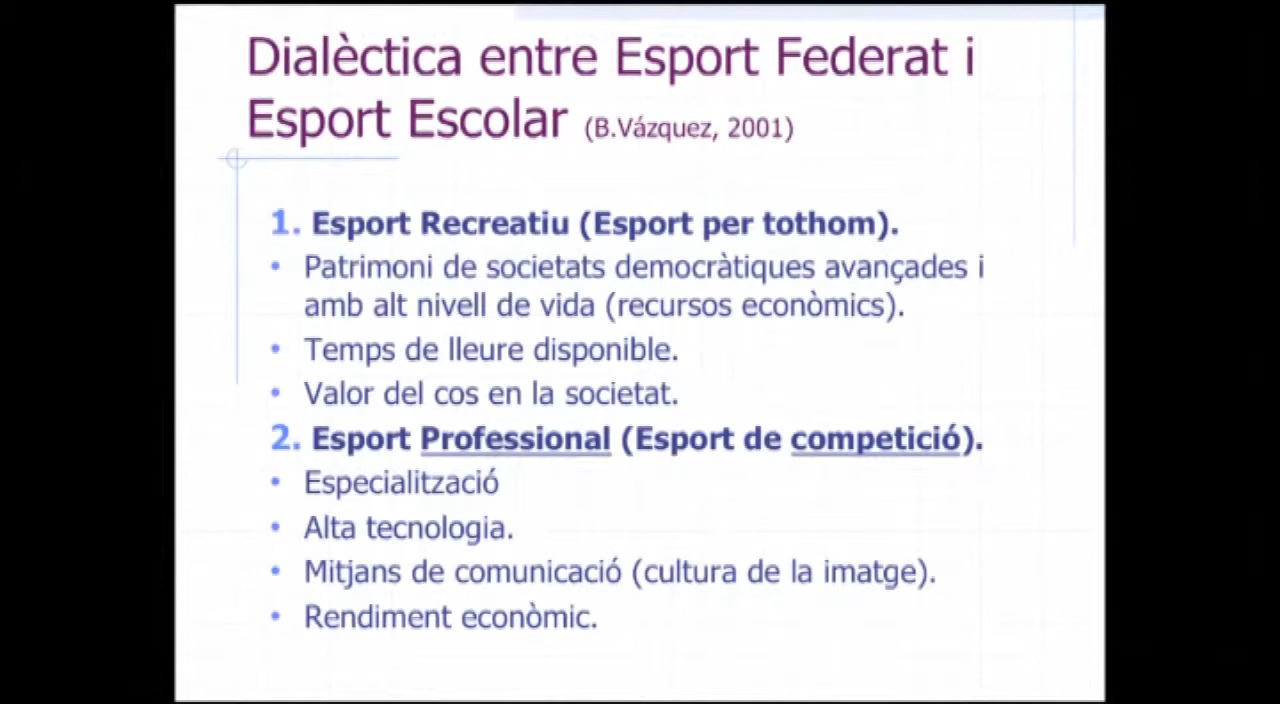 Dialèctica entre Esport Federat i
Esport Escolar (B.Vázquez, 2001)
1. Esport Recreatiu (Esport per tothom).
• Patrimoni de societats democràtiques avançades i
amb alt nivell de vida (recursos econòmics).
• Temps de lleure disponible.
• Valor del cos en la societat.
2. Esport Professional (Esport de competició).
• Especialització
• Alta tecnologia.
• Mitjans de comunicació (cultura de la imatge).
• Rendiment econòmic.